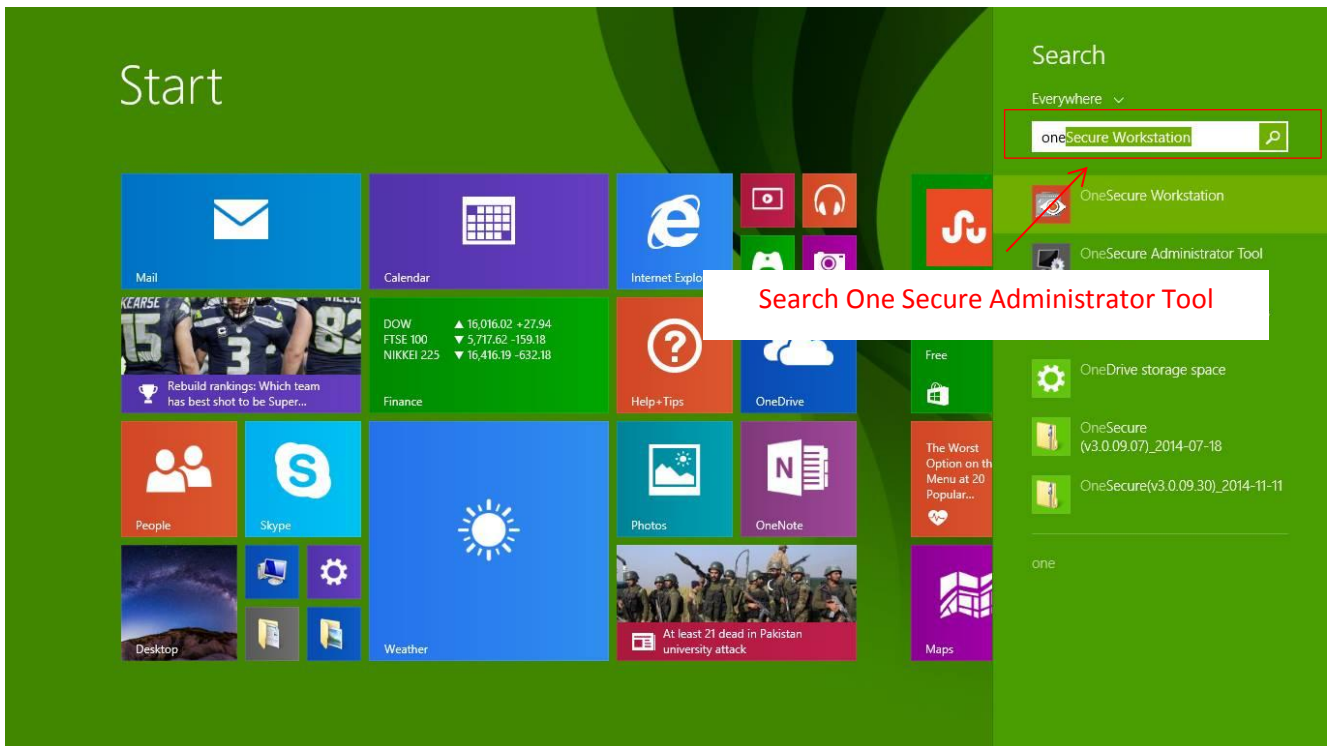 Start
Search
Everywhere
oneSecure Workstation
OneSecure Workstation
OneSecure Administrator Tool
Search One Secure Administrator Tool
OneDrive storage space
OneSecure
(v3.0.09.07)_2014-07-18
OneSecure(v3.0.09.30)_2014-11-11
one
Mail
Calendar
Internet Explo
KEARSE
15
3
82
Rebuild rankings: Which team
has best shot to be Super...
DOW ▲ 16,016.02 +27.94
FTSE 100 ▼ 5,717.62 -159.18
NIKKEI 225 ▼ 16,416.19 -632.18
Finance
?
Help+Tips
OneDrive
Free
People
S
Skype
Weather
Photos
N
OneNote
The Worst
Option on th
Menu at 20
Popular...
Desktop
At least 21 dead in Pakistan
university attack
Maps